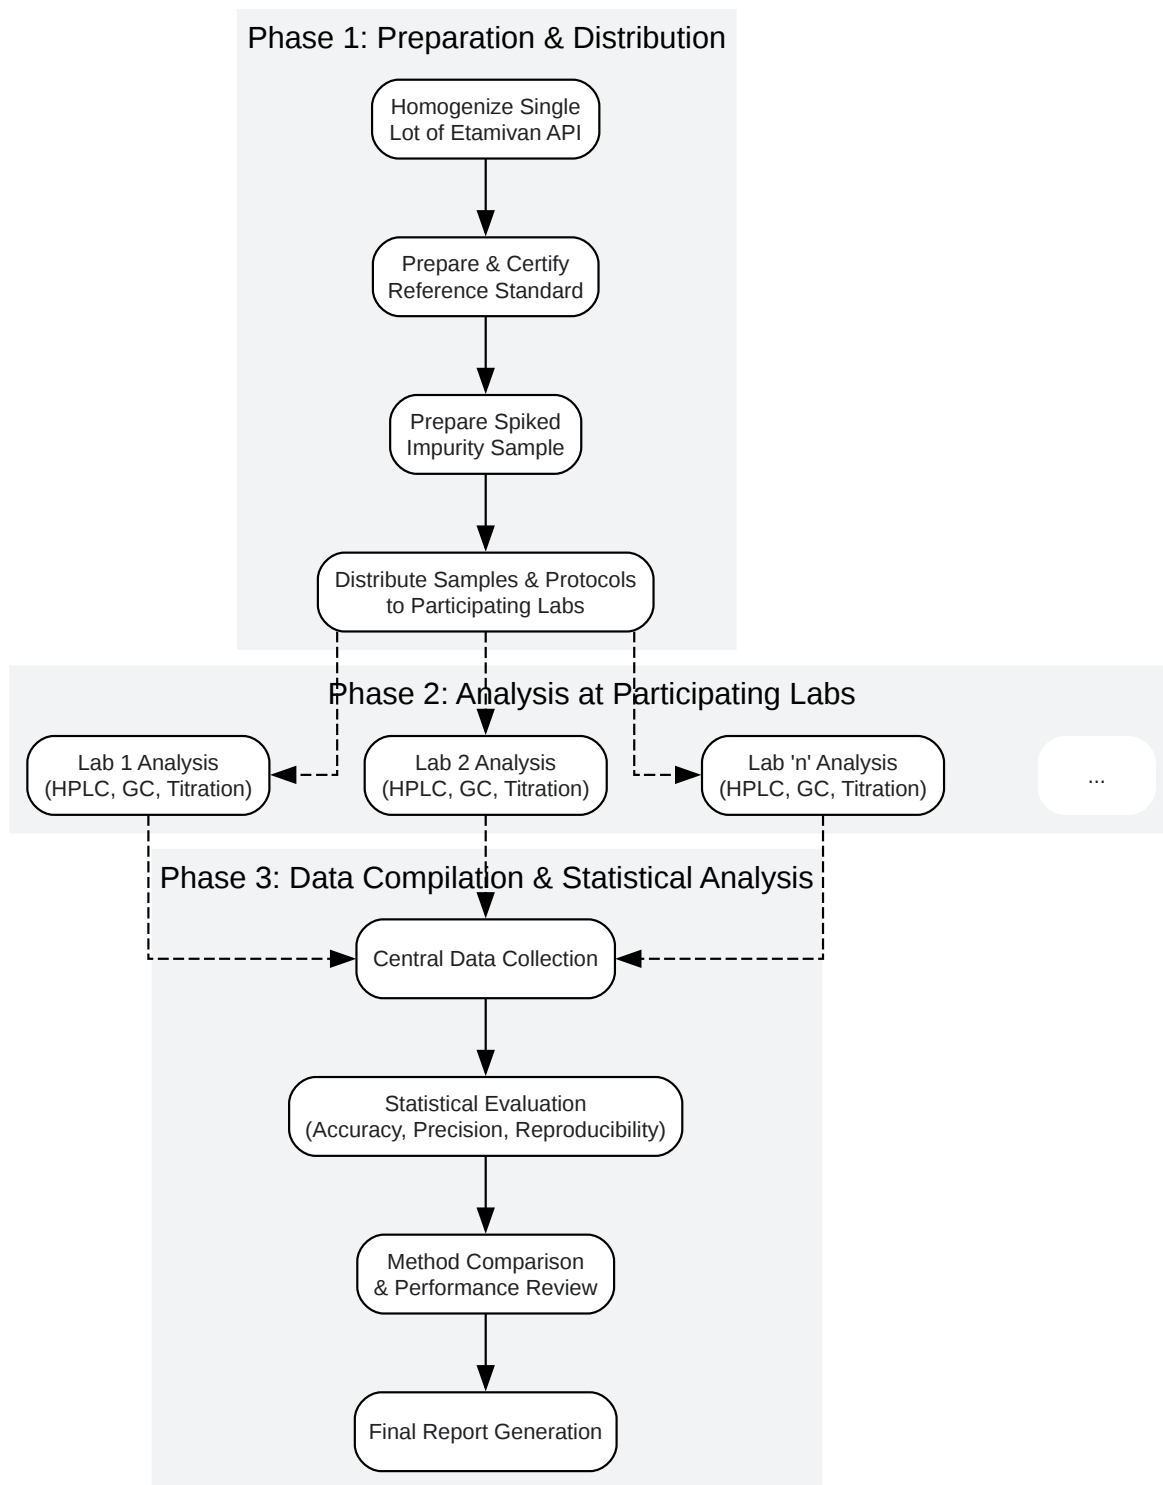 Phase 1: Preparation & Distribution
Homogenize Single
Lot of Etamivan API
Prepare & Certify
Reference Standard
Prepare Spiked
Impurity Sample
Distribute Samples & Protocols
to Participating Labs
Phase 2: Analysis at Participating Labs
Lab 1 Analysis
(HPLC, GC, Titration)
Lab 2 Analysis
(HPLC, GC, Titration)
Lab 'n' Analysis
(HPLC, GC, Titration)
...
Phase 3: Data Compilation & Statistical Analysis
Central Data Collection
Statistical Evaluation
(Accuracy, Precision, Reproducibility)
Method Comparison
& Performance Review
Final Report Generation